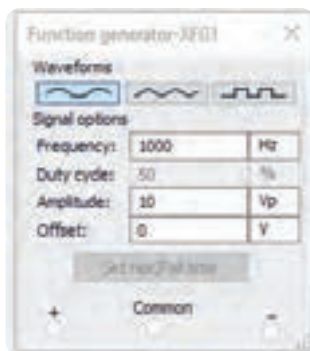 Function generator-XFG1
Waveforms
Signal options
Frequency: 1000 Hz
Duty cycle: 50 %
Amplitude: 10 Vp
Offset: 0 V
Set rise/Fall time
+ Common -